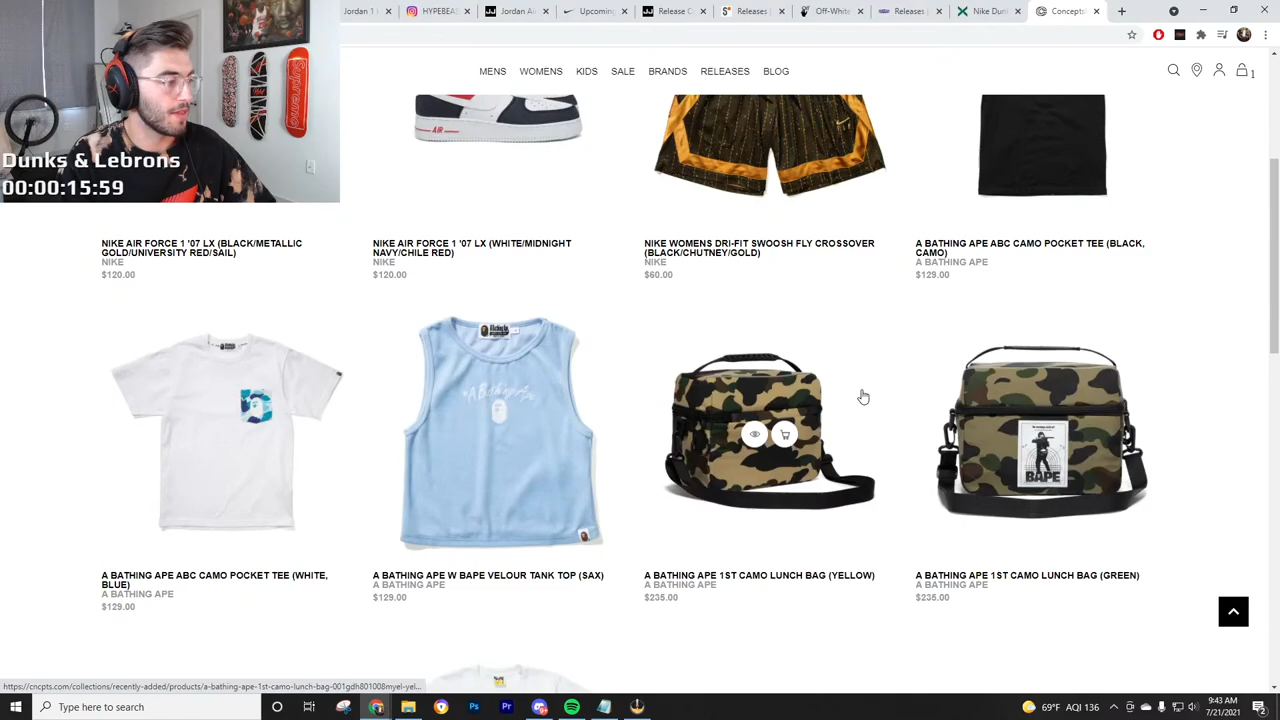 Jordan 1
HYPEBEA
Jordan Ai
Upcoming
Release C
Releases
Off-White
Releases
Nike Dun
Concepts
MENS WOMENS KIDS SALE BRANDS RELEASES BLOG
1
Supreme
Dunks & Lebrons
00:00:15:59
AIR
NIKE AIR FORCE 1 '07 LX (BLACK/METALLIC
GOLD/UNIVERSITY RED/SAIL)
NIKE
$120.00
NIKE AIR FORCE 1 '07 LX (WHITE/MIDNIGHT
NAVY/CHILE RED)
NIKE
$120.00
NIKE WOMENS DRI-FIT SWOOSH FLY CROSSOVER
(BLACK/CHUTNEY/GOLD)
NIKE
$60.00
A BATHING APE ABC CAMO POCKET TEE (BLACK,
CAMO)
A BATHING APE
$129.00
BAPE
A BATHING APE ABC CAMO POCKET TEE (WHITE,
BLUE)
A BATHING APE
$129.00
A BATHING APE W BAPE VELOUR TANK TOP (SAX)
A BATHING APE
$129.00
A BATHING APE 1ST CAMO LUNCH BAG (YELLOW)
A BATHING APE
$235.00
A BATHING APE 1ST CAMO LUNCH BAG (GREEN)
A BATHING APE
$235.00
https://cncpts.com/collections/recently-added/products/a-bathing-ape-1st-camo-lunch-bag-001gdh801008myel-yel...
Type here to search
69°F AQI 136
9:43 AM
7/21/2021